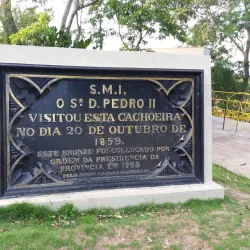 S.M.I.
O SR. D. PEDRO II
VISITOU ESTA CACHOEIRA
NO DIA 20 DE OUTUBRO DE
1859.
ESTE BRONZE FOI COLLOCADO POR
ORDEM DA PRESIDENCIA DA
PROVINCIA EM 1869